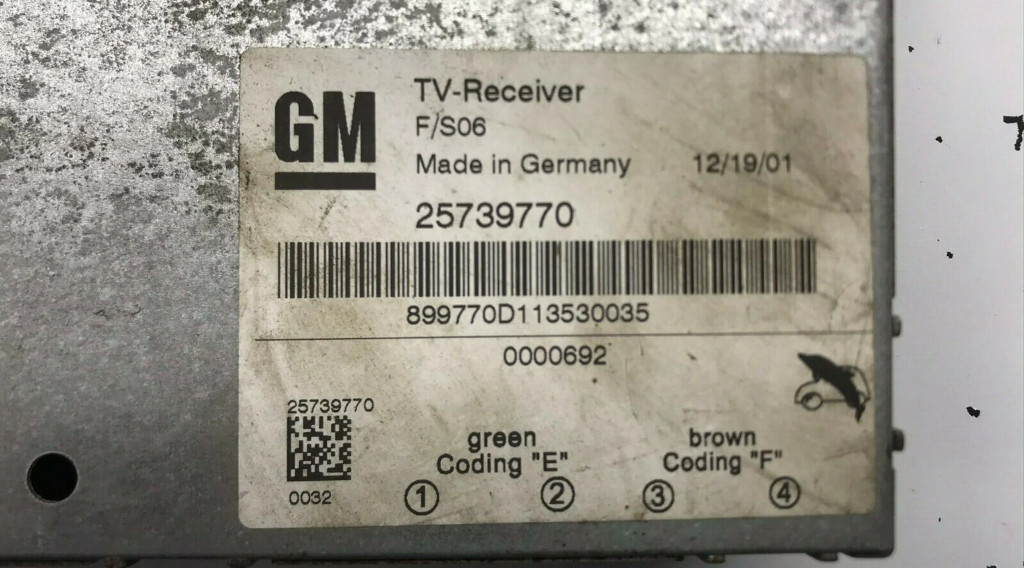 GM
TV-Receiver
F/S06
Made in Germany 12/19/01
25739770
899770D113530035
0000692
25739770
0032
green
Coding "E"
brown
Coding "F"
① ② ③ ④